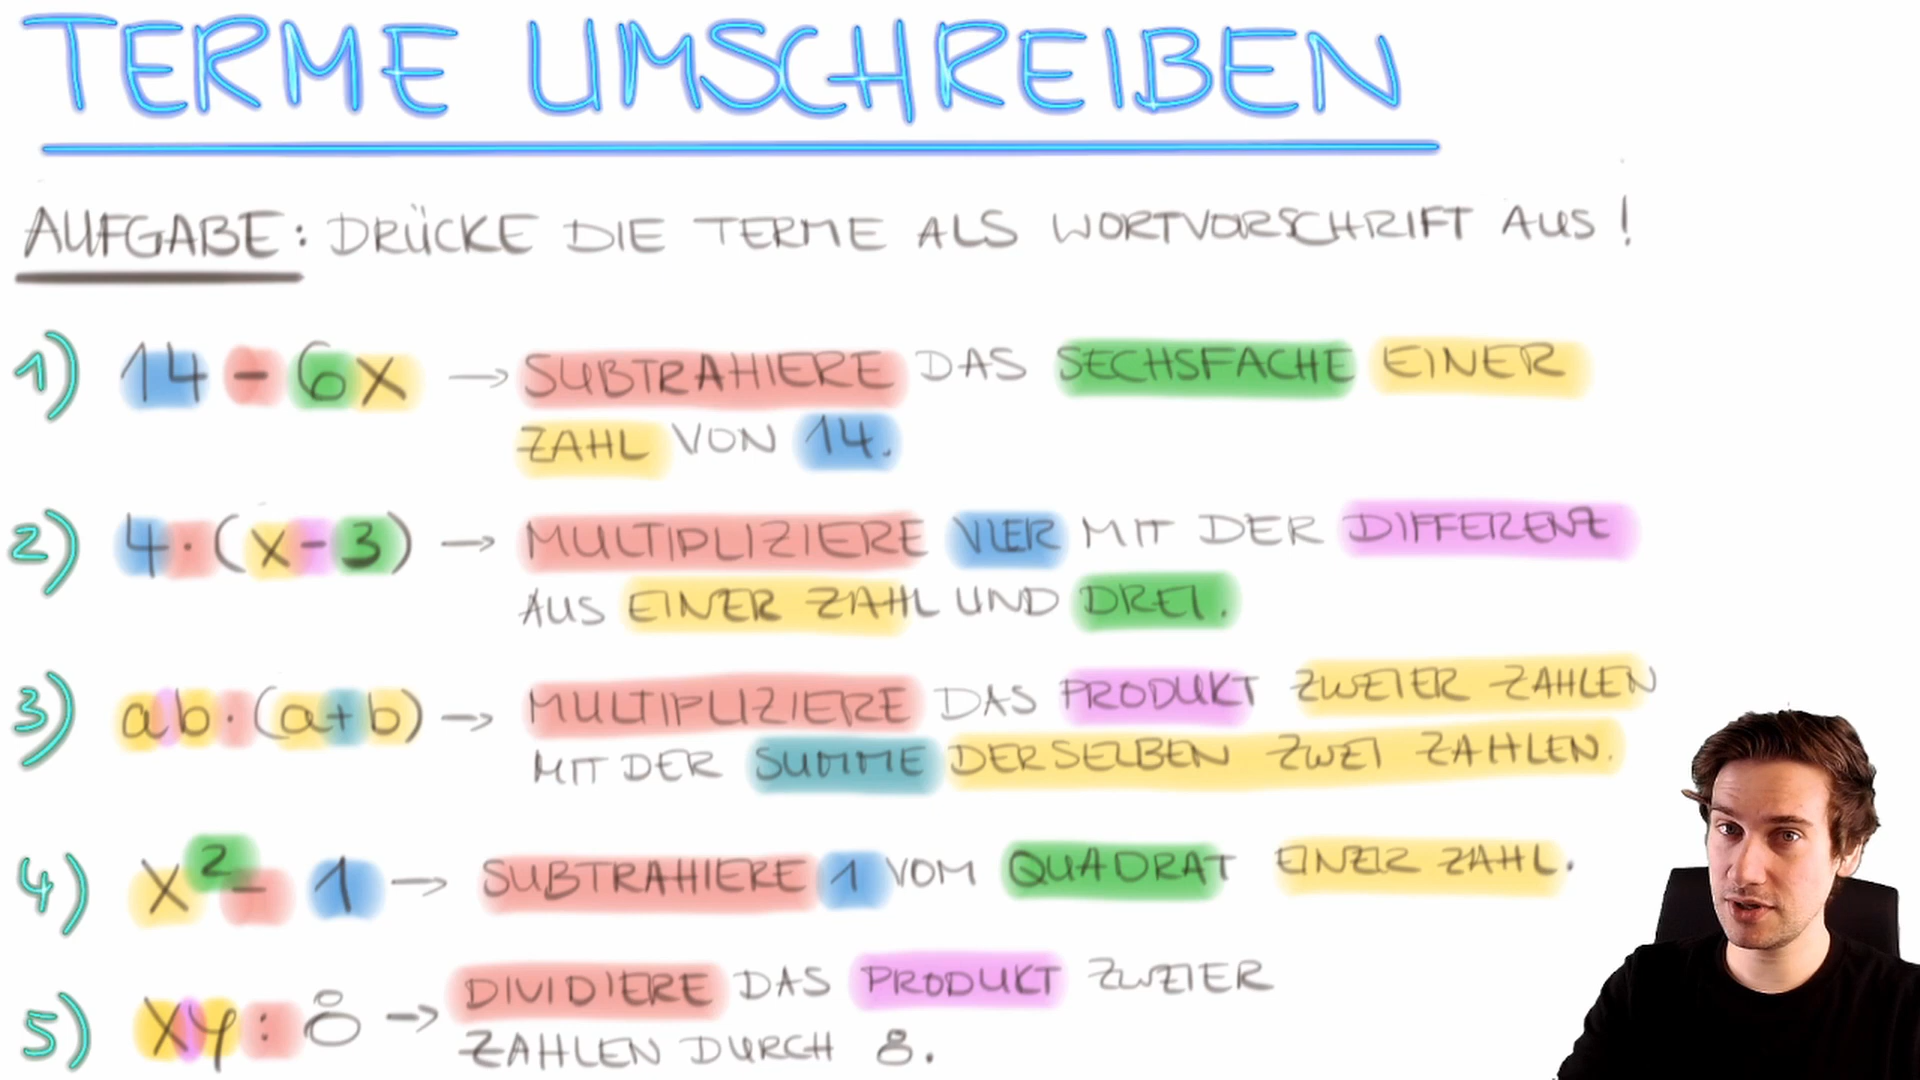 TERME UMSCHREIBEN
AUFGABE: DRÜCKE DIE TERME ALS WORTVORSCHRIFT AUS!
1) 14 - 6x → SUBTRAHIERE DAS SECHSFACHE EINER
ZAHL VON 14.
2) 4·(x-3) → MULTIPLIZIERE VIER MIT DER DIFFERENZ
AUS EINER ZAHL UND DREI.
3) ab·(a+b) → MULTIPLIZIERE DAS PRODUKT ZWEIER ZAHLEN
MIT DER SUMME DERSELBEN ZWEI ZAHLEN.
4) x² - 1 → SUBTRAHIERE 1 VOM QUADRAT EINER ZAHL.
5) xy : 8 → DIVIDIERE DAS PRODUKT ZWEIER
ZAHLEN DURCH 8.